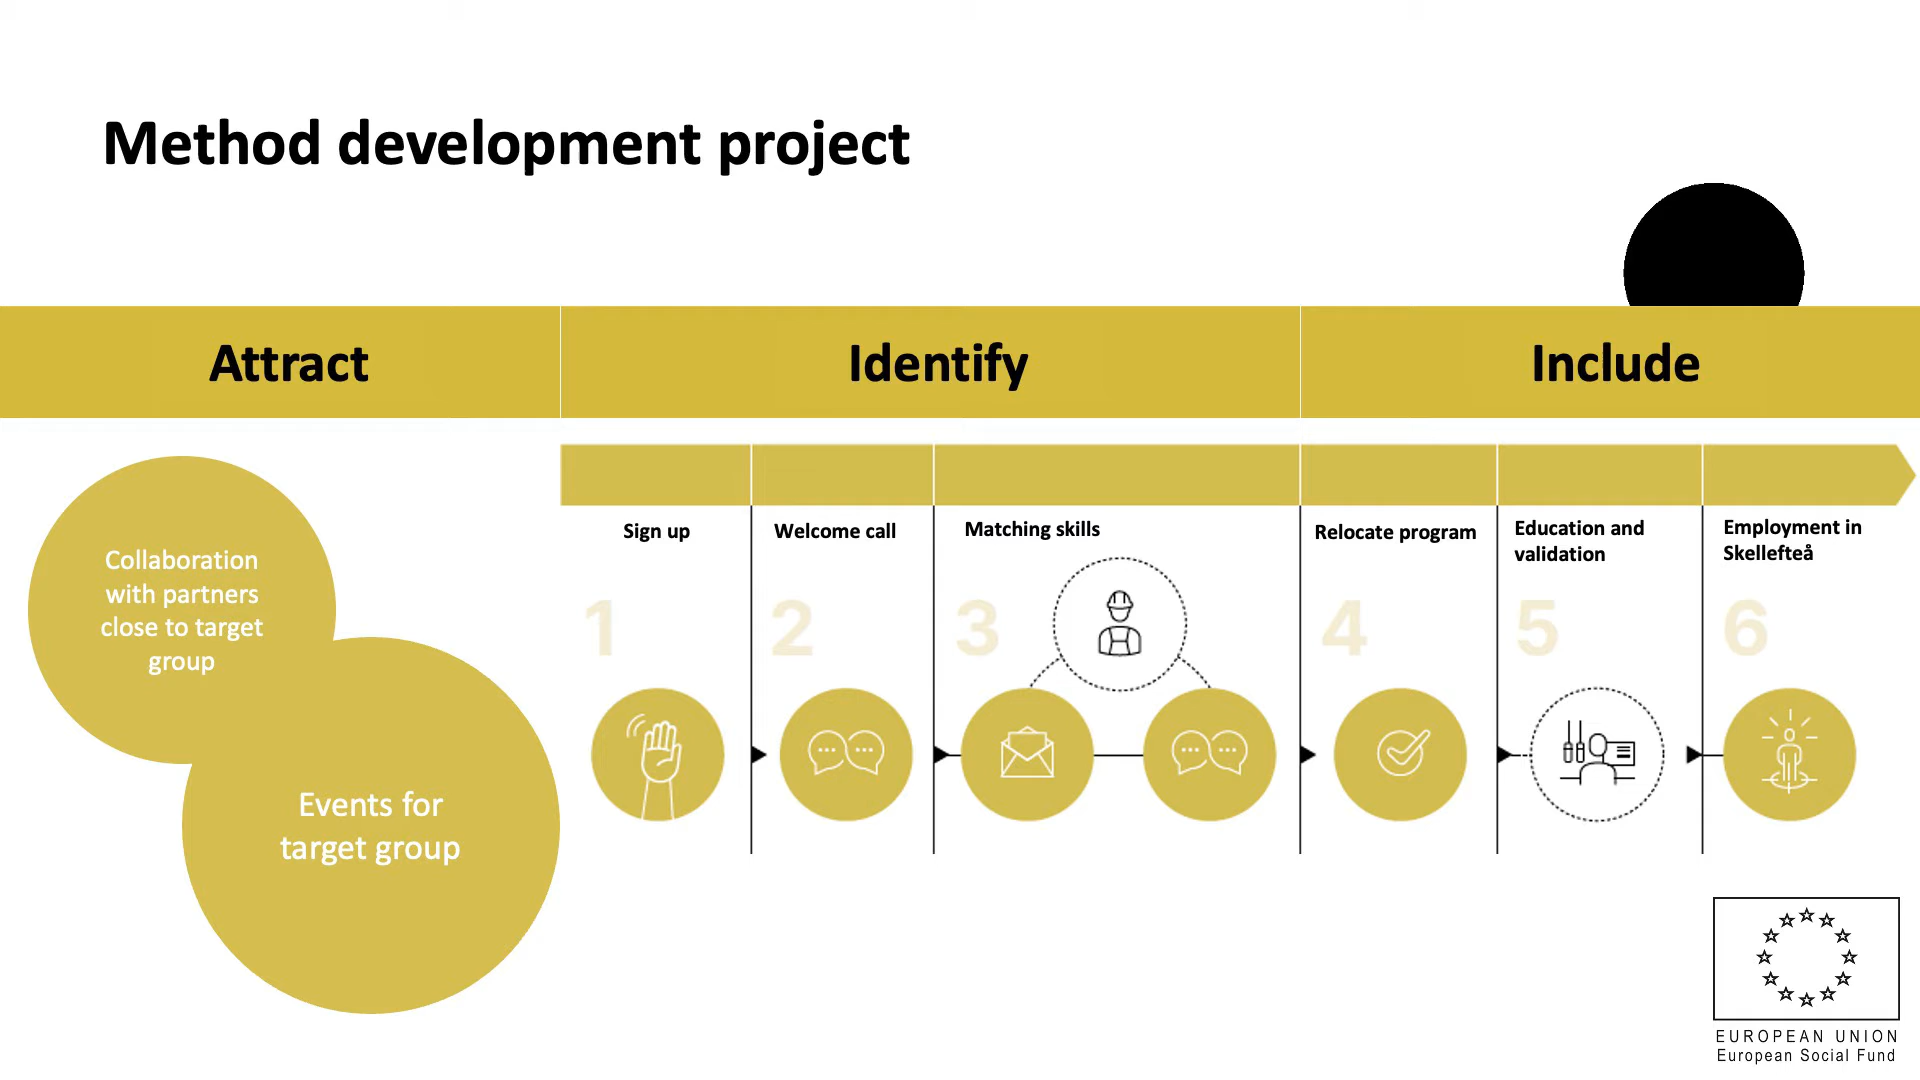 Method development project
Attract
Identify
Include
Collaboration
with partners
close to target
group
Events for
target group
Sign up
Welcome call
Matching skills
Relocate program
Education and
validation
Employment in
Skellefteå
1
2
3
4
5
6
EUROPEAN UNION
European Social Fund